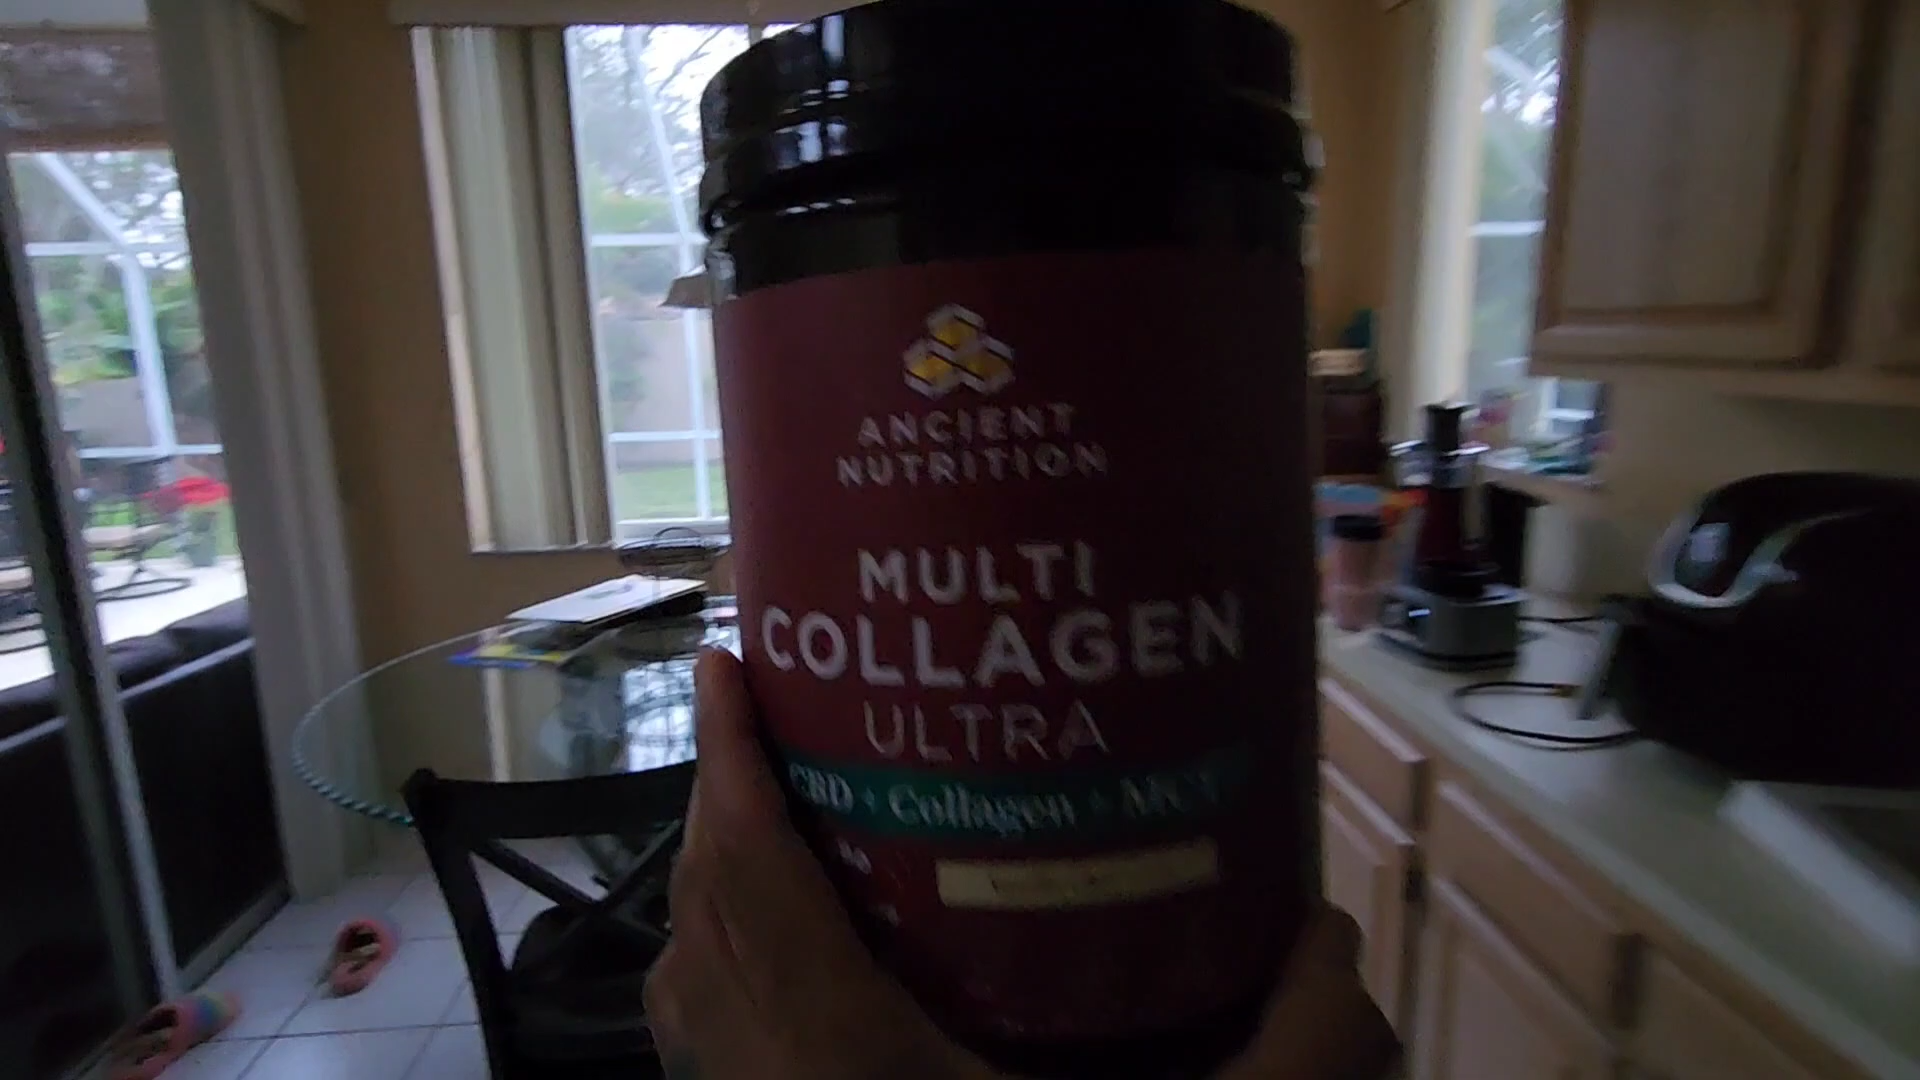 ANCIENT
NUTRITION
MULTI
COLLAGEN
ULTRA
CBD + Collagen +